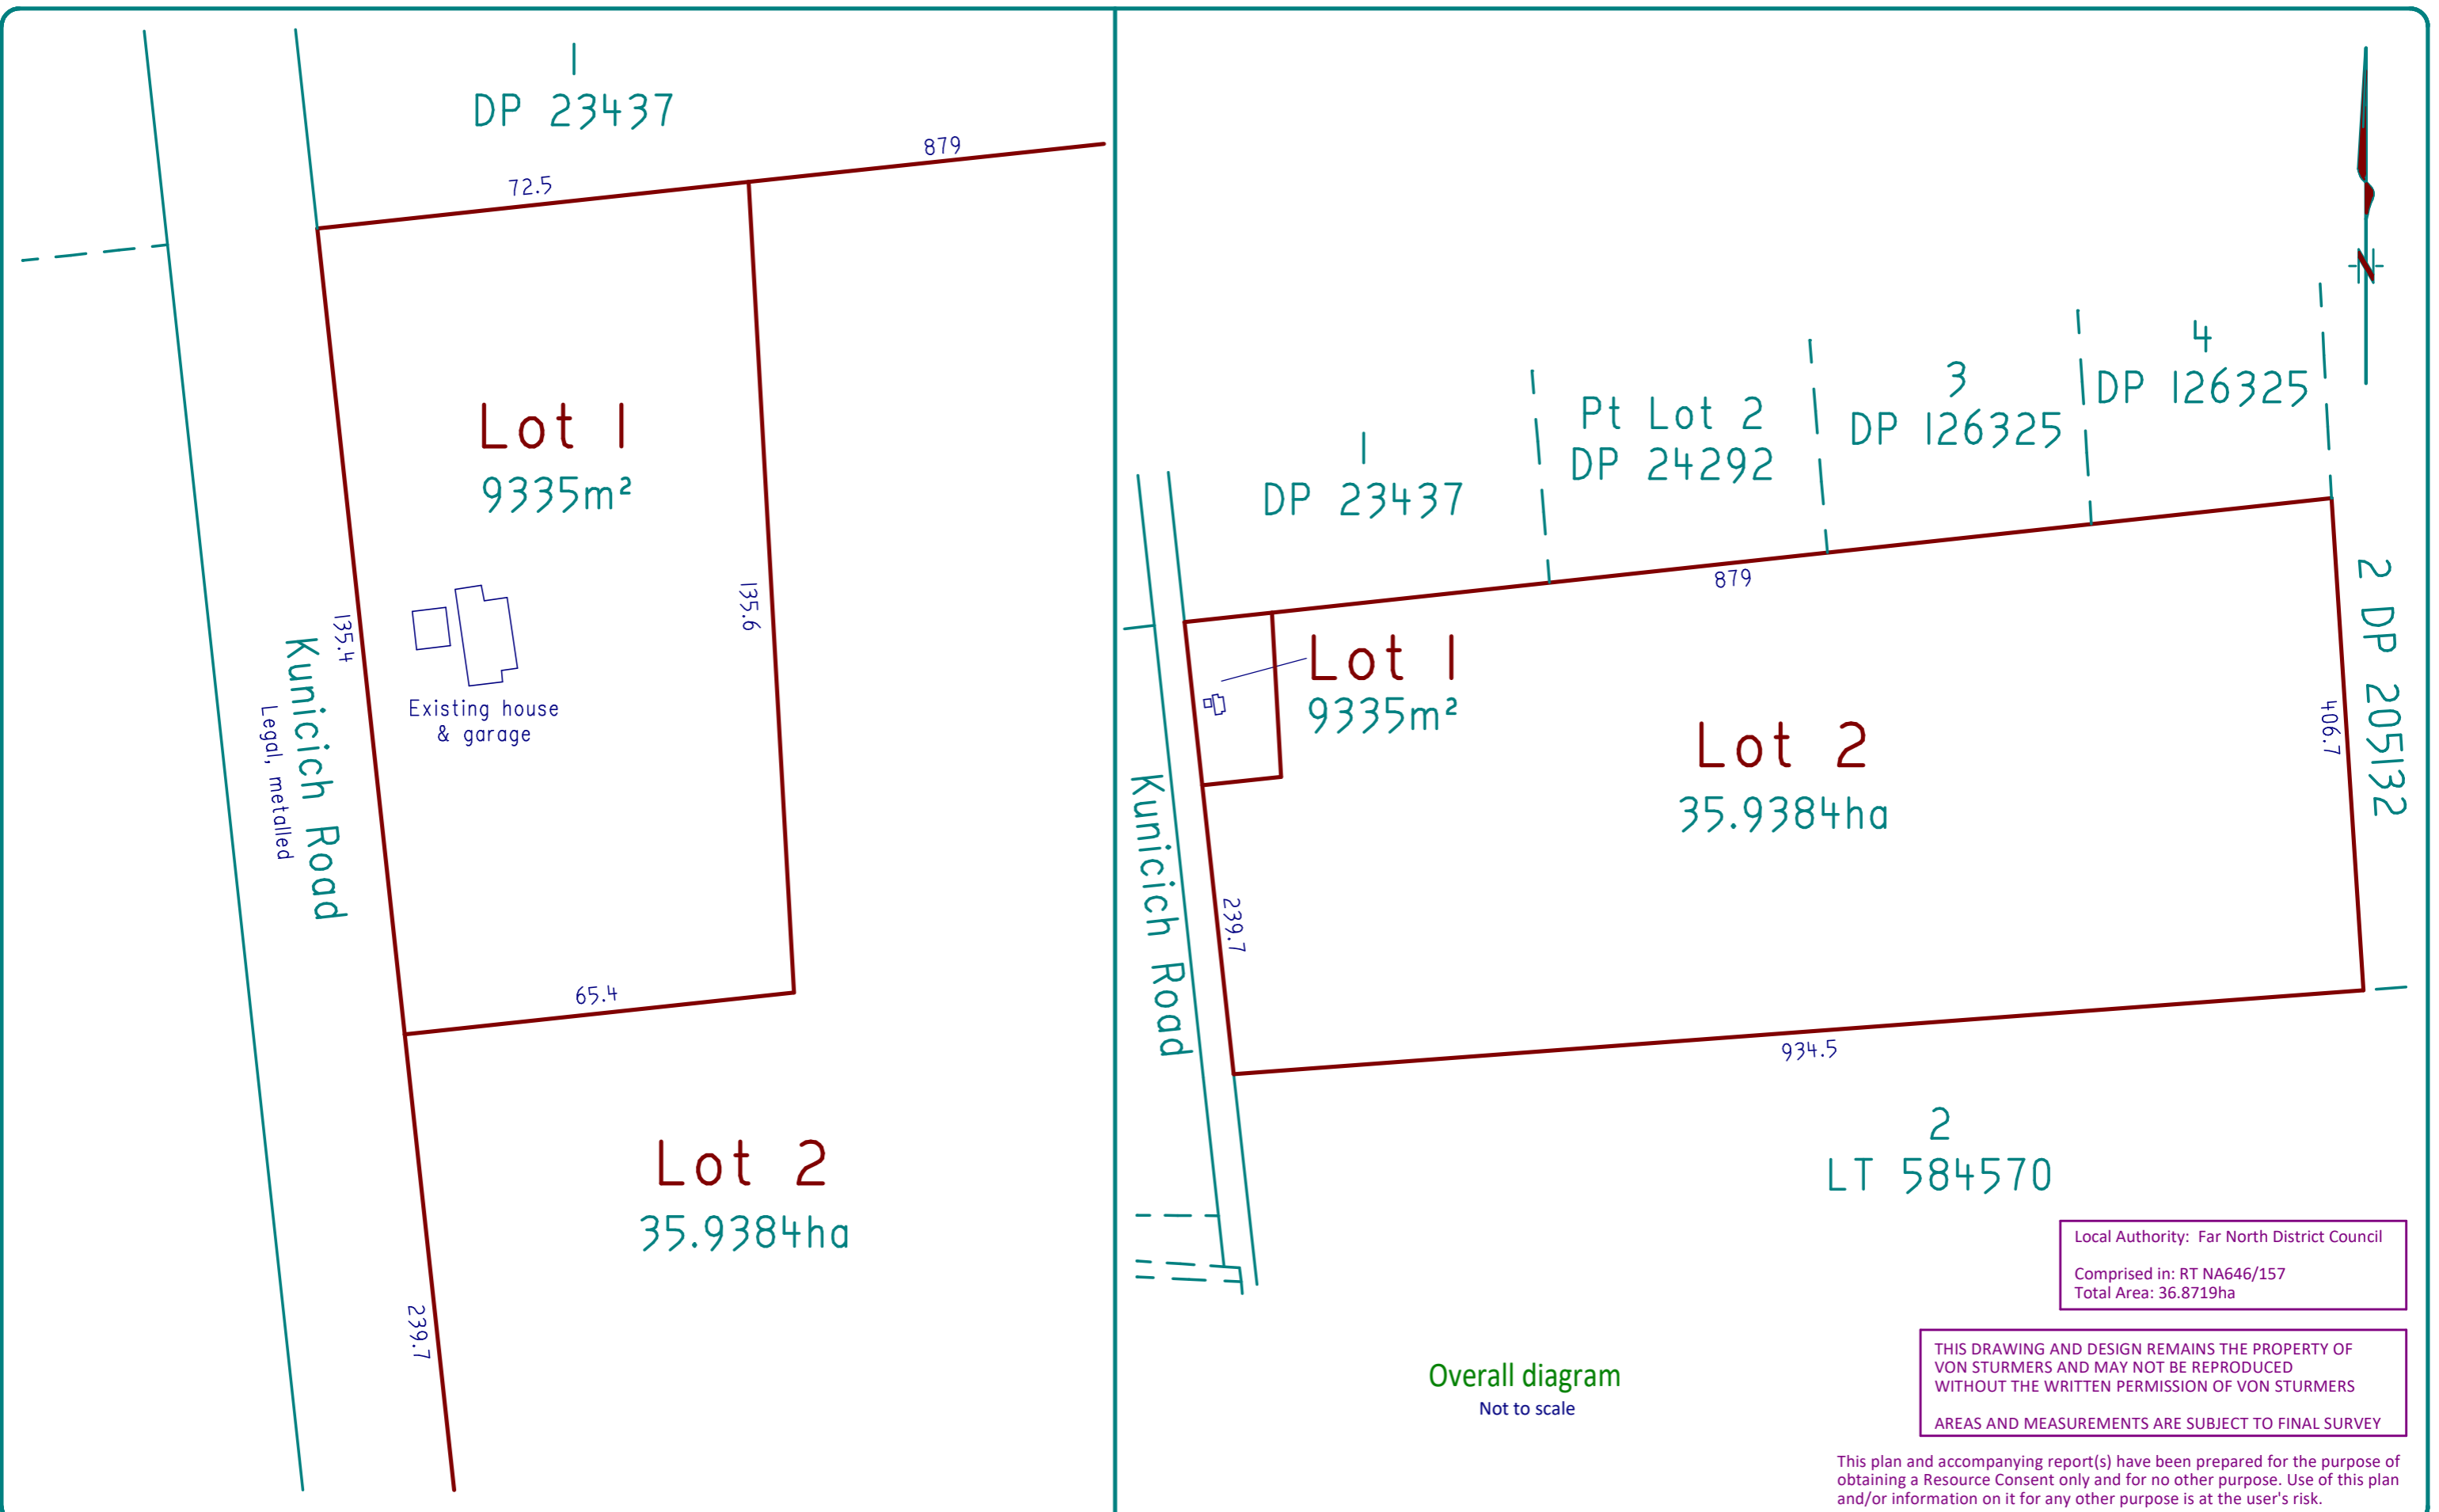 1
DP 23437
72.5
879
Lot 1
9335m²
135.4
135.6
Existing house
& garage
Kunicich Road
Legal, metalled
65.4
Lot 2
35.9384ha
239.7
N
1
DP 23437
Pt Lot 2
DP 24292
3
DP 126325
4
DP 126325
879
Lot 1
9335m²
Lot 2
35.9384ha
406.7
2 DP 205132
Kunicich Road
239.7
934.5
2
LT 584570
Local Authority: Far North District Council
Comprised in: RT NA646/157
Total Area: 36.8719ha
Overall diagram
Not to scale
THIS DRAWING AND DESIGN REMAINS THE PROPERTY OF
VON STURMERS AND MAY NOT BE REPRODUCED
WITHOUT THE WRITTEN PERMISSION OF VON STURMERS
AREAS AND MEASUREMENTS ARE SUBJECT TO FINAL SURVEY
This plan and accompanying report(s) have been prepared for the purpose of
obtaining a Resource Consent only and for no other purpose. Use of this plan
and/or information on it for any other purpose is at the user's risk.